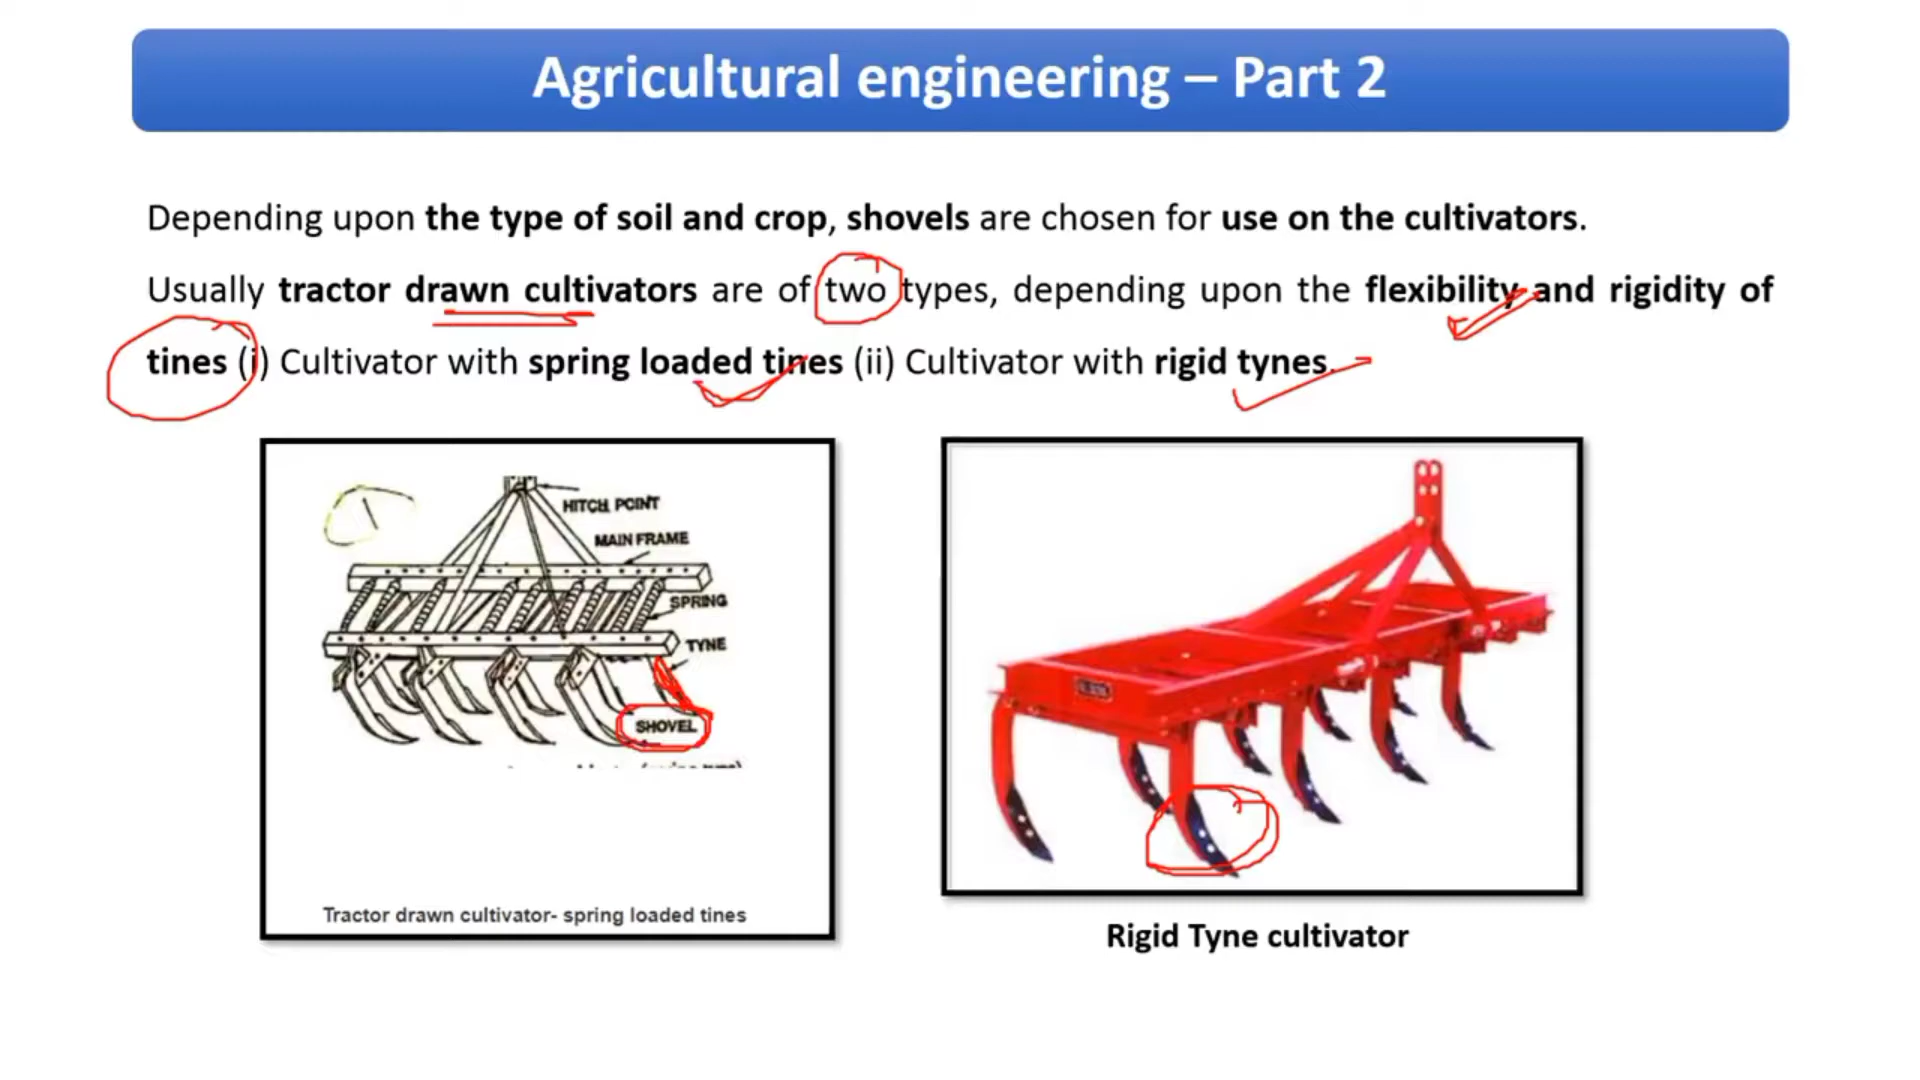 Agricultural engineering – Part 2
Depending upon the type of soil and crop, shovels are chosen for use on the cultivators.
Usually tractor drawn cultivators are of two types, depending upon the flexibility and rigidity of
tines (i) Cultivator with spring loaded tines (ii) Cultivator with rigid tynes.
HITCH POINT
MAIN FRAME
SPRING
TYNE
SHOVEL
Tractor drawn cultivator- spring loaded tines
Rigid Tyne cultivator